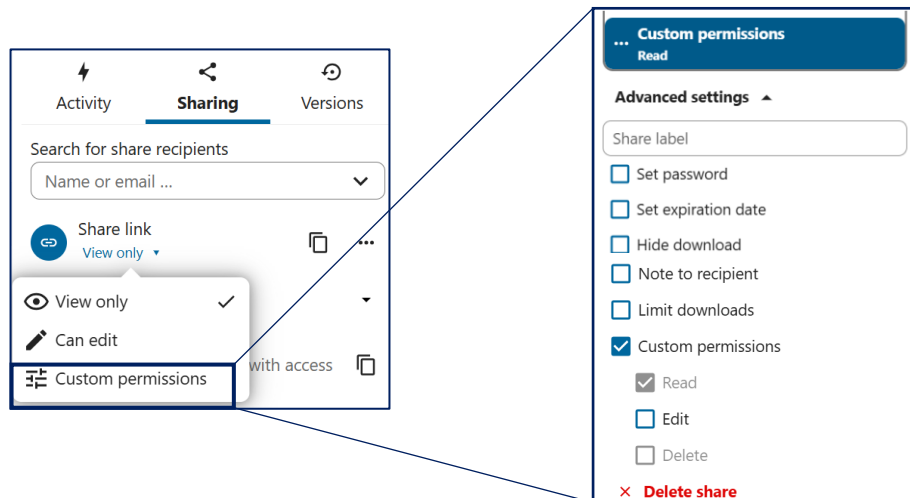 Activity
Sharing
Versions
Search for share recipients
Name or email ...
Share link
View only
View only
Can edit
Custom permissions
with access
... Custom permissions
Read
Advanced settings
Share label
Set password
Set expiration date
Hide download
Note to recipient
Limit downloads
Custom permissions
Read
Edit
Delete
Delete share